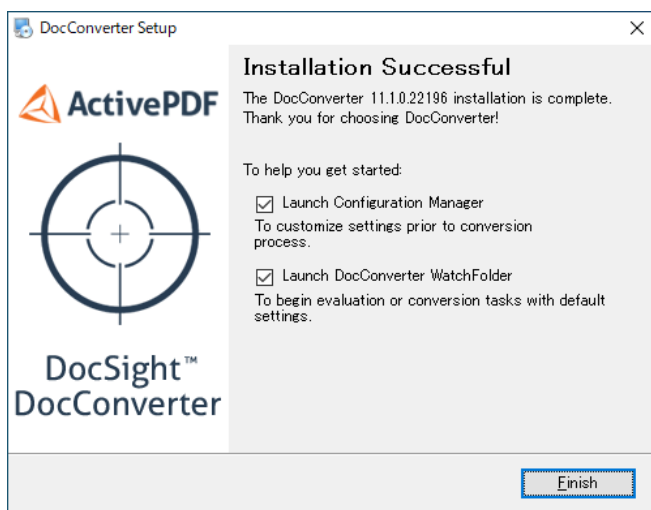 DocConverter Setup
ActivePDF
DocSight™
DocConverter
Installation Successful
The DocConverter 11.1.0.22196 installation is complete.
Thank you for choosing DocConverter!
To help you get started:
Launch Configuration Manager
To customize settings prior to conversion
process.
Launch DocConverter WatchFolder
To begin evaluation or conversion tasks with default
settings.
Finish